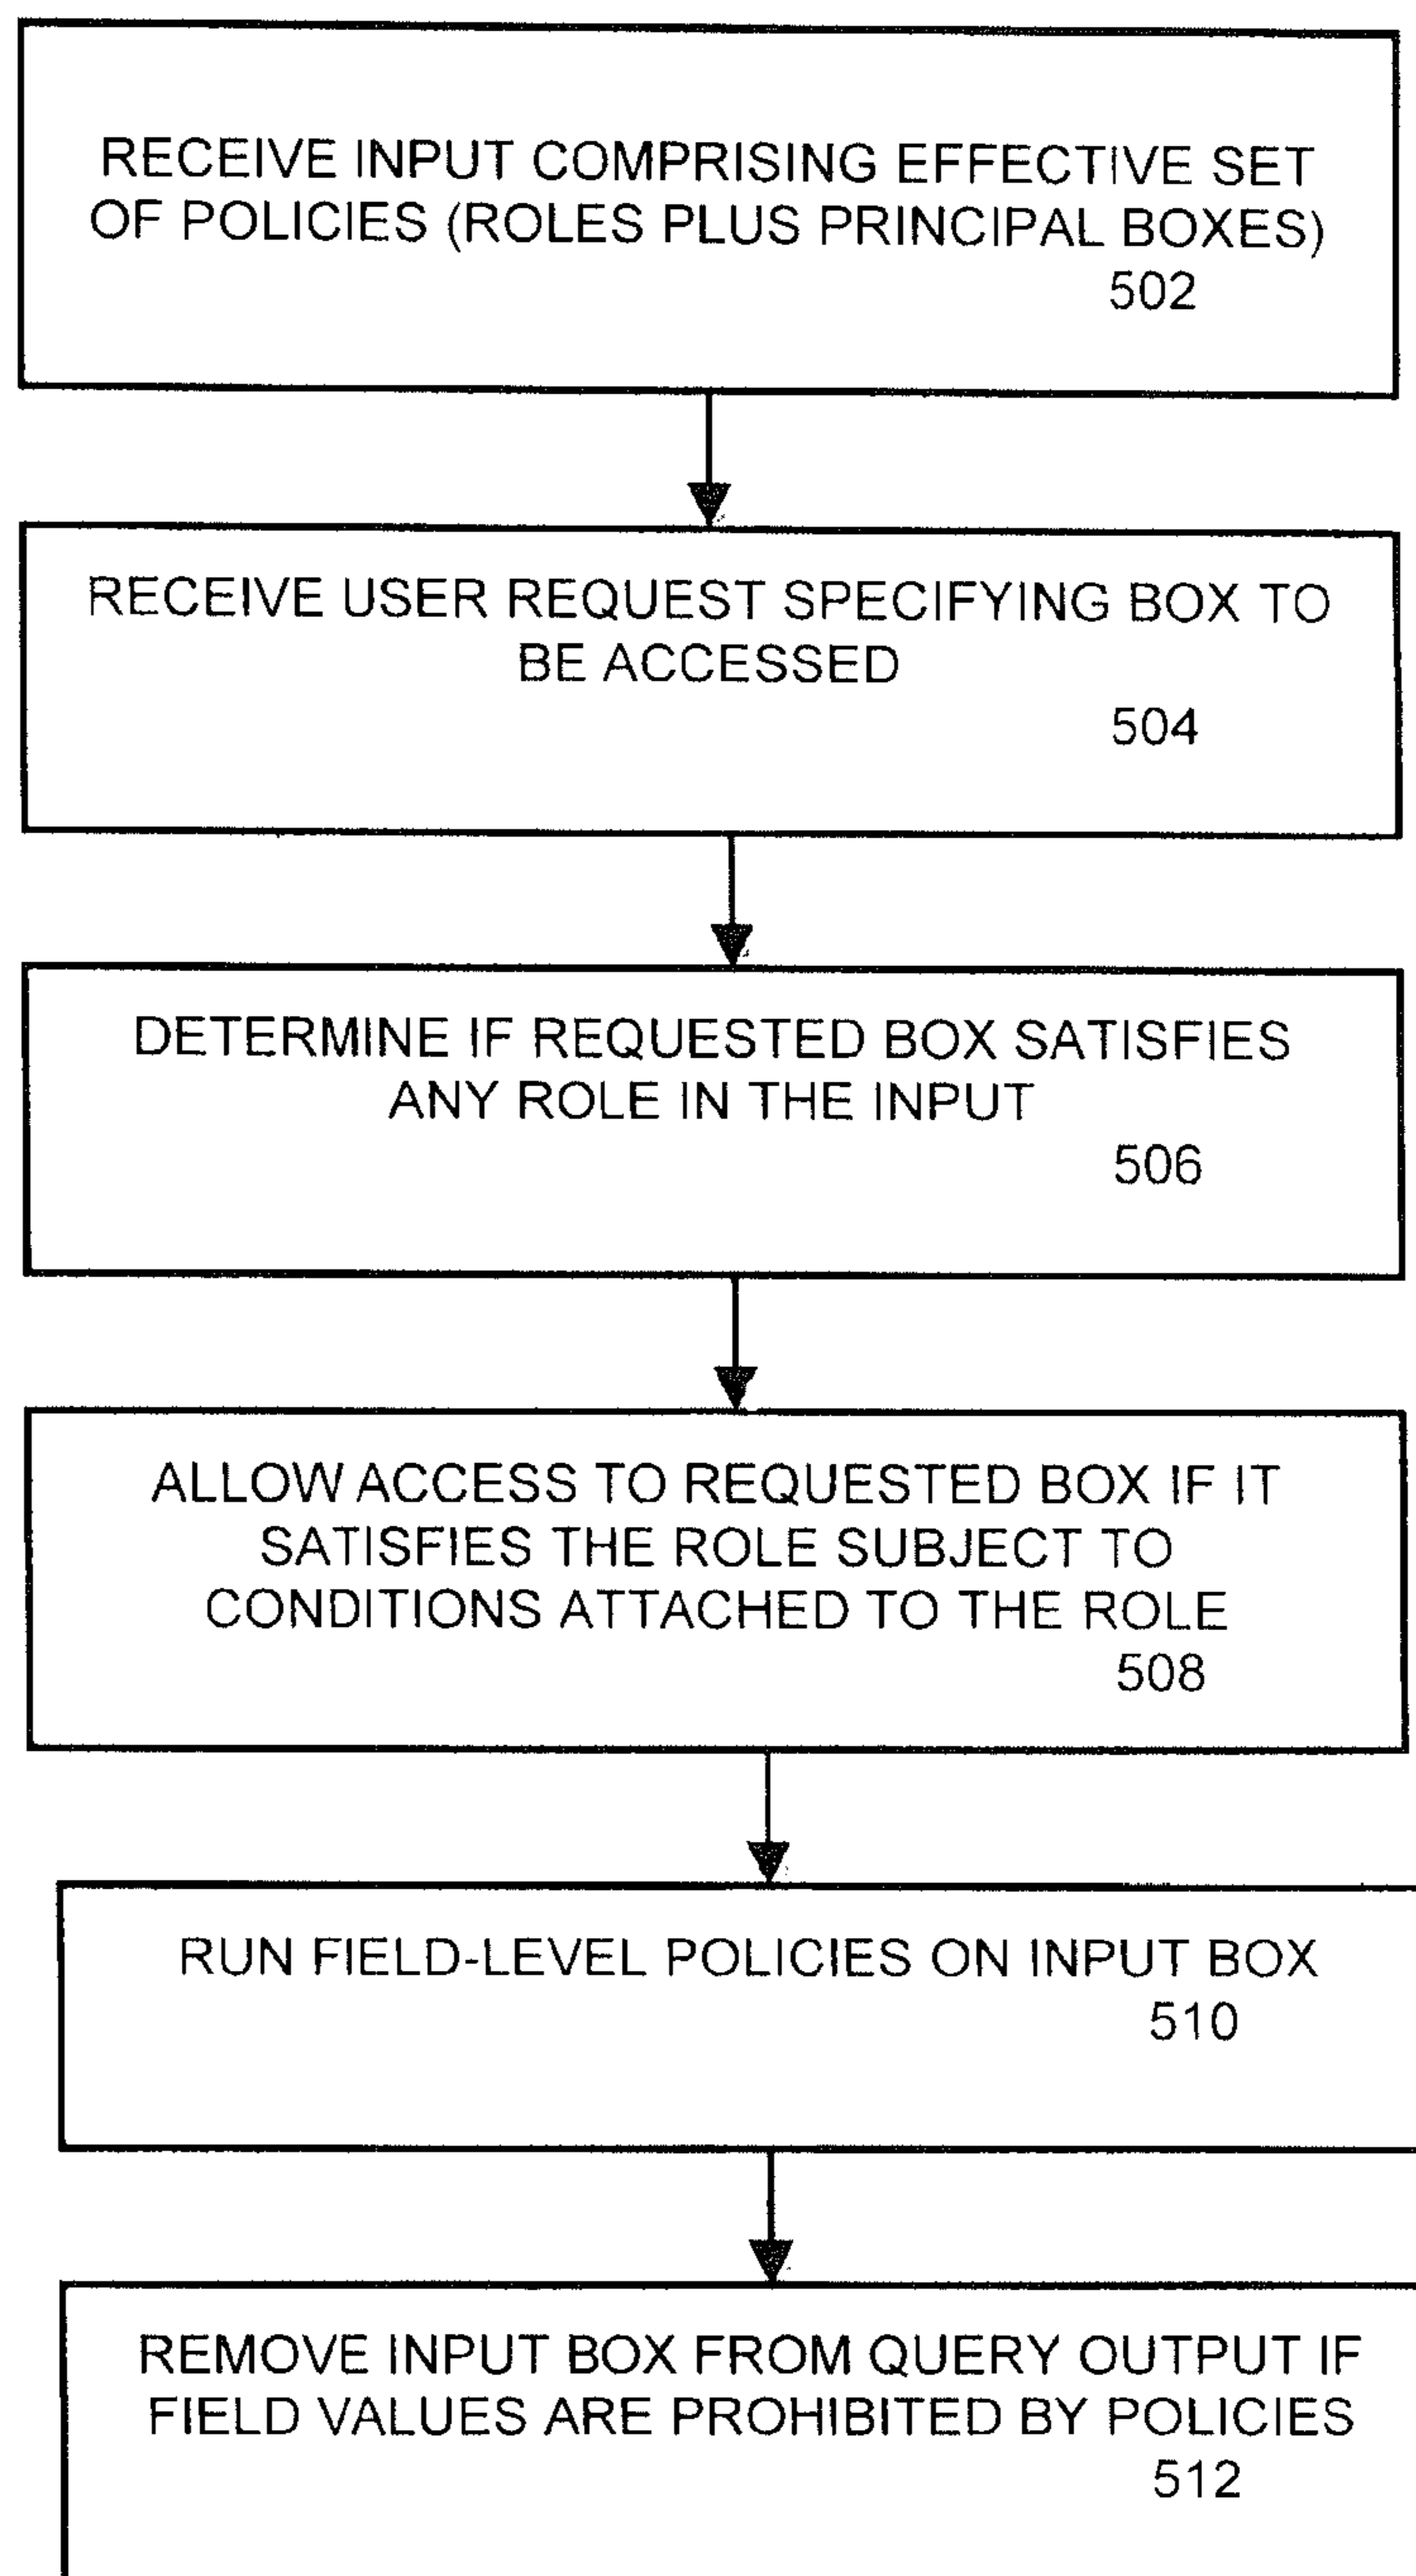 RECEIVE INPUT COMPRISING EFFECTIVE SET
OF POLICIES (ROLES PLUS PRINCIPAL BOXES)
502
RECEIVE USER REQUEST SPECIFYING BOX TO
BE ACCESSED
504
DETERMINE IF REQUESTED BOX SATISFIES
ANY ROLE IN THE INPUT
506
ALLOW ACCESS TO REQUESTED BOX IF IT
SATISFIES THE ROLE SUBJECT TO
CONDITIONS ATTACHED TO THE ROLE
508
RUN FIELD-LEVEL POLICIES ON INPUT BOX
510
REMOVE INPUT BOX FROM QUERY OUTPUT IF
FIELD VALUES ARE PROHIBITED BY POLICIES
512